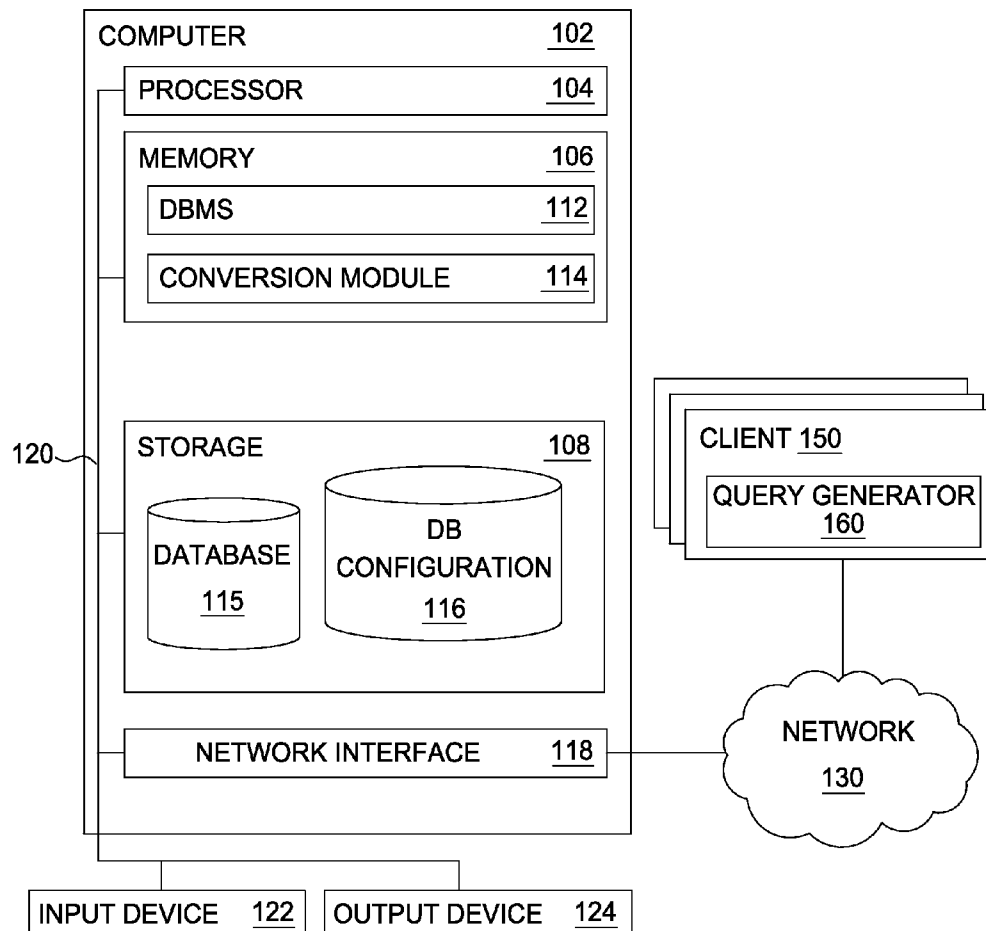 COMPUTER 102
PROCESSOR 104
MEMORY 106
DBMS 112
CONVERSION MODULE 114
120
STORAGE 108
DATABASE
115
DB
CONFIGURATION
116
CLIENT 150
QUERY GENERATOR
160
NETWORK INTERFACE 118
NETWORK
130
INPUT DEVICE 122
OUTPUT DEVICE 124